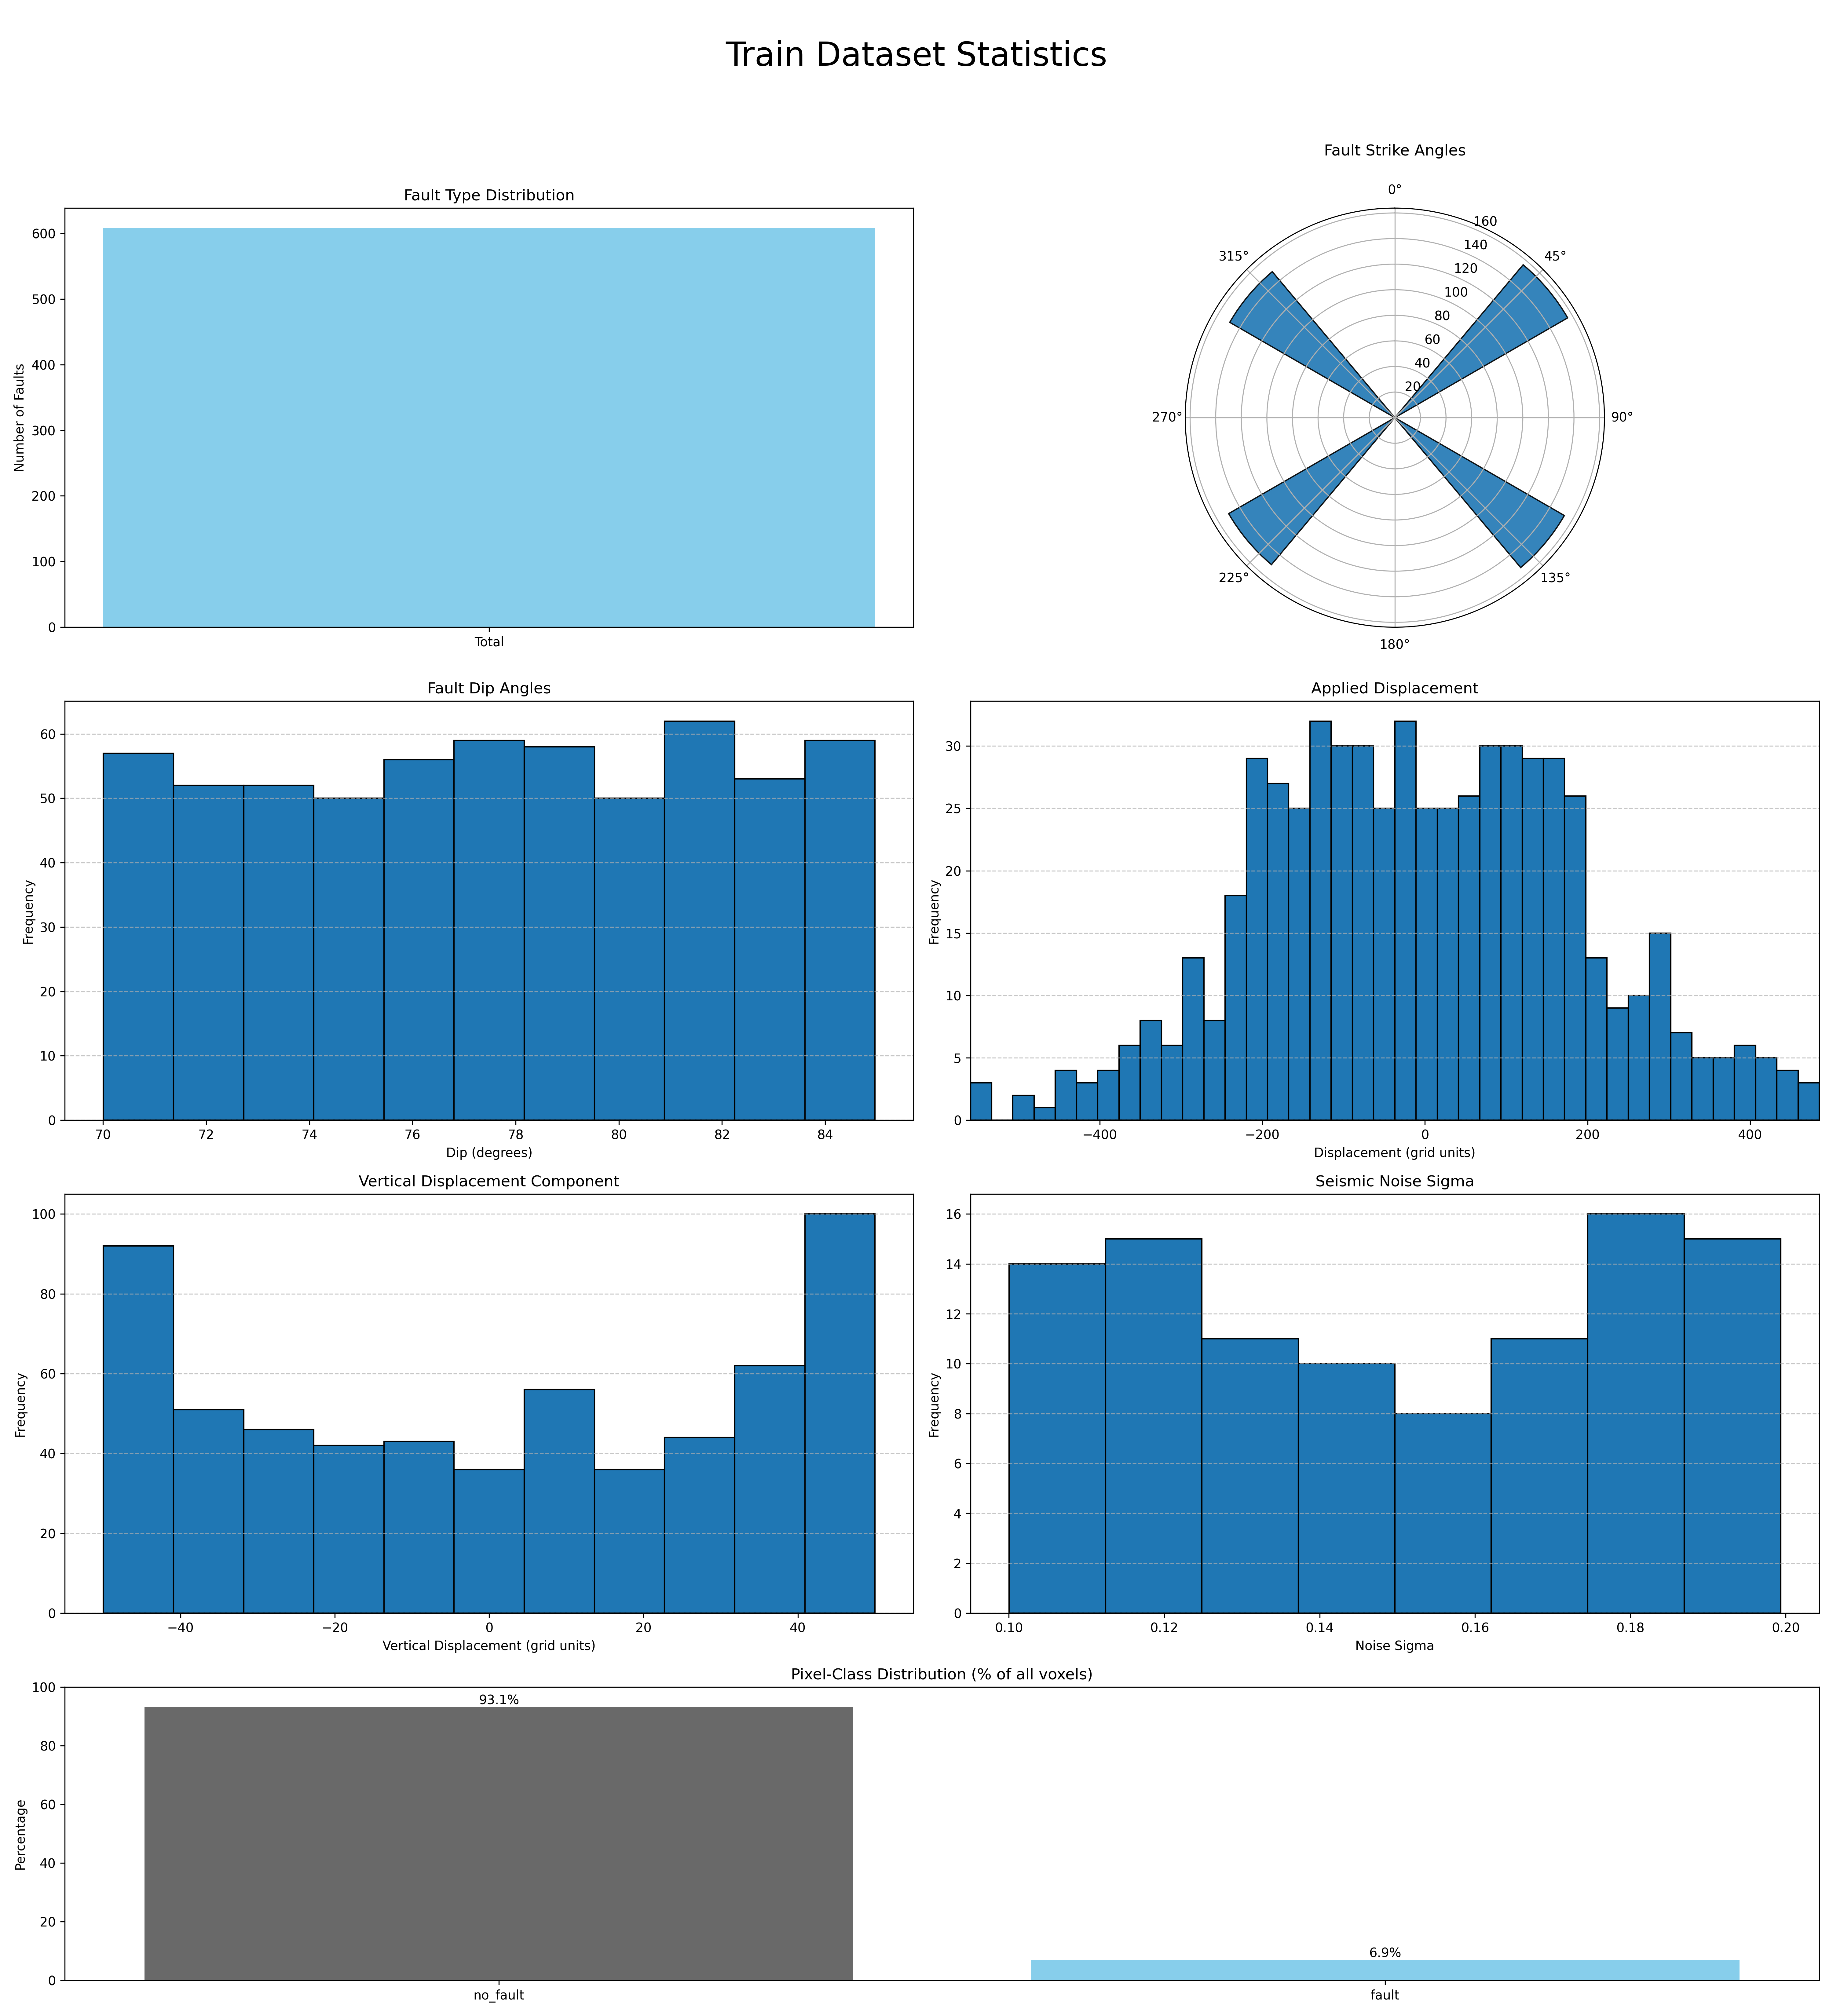 Train Dataset Statistics
Fault Type Distribution
Number of Faults
600
500
400
300
200
100
0
Total
Fault Strike Angles
0°
45°
90°
135°
180°
225°
270°
315°
20
40
60
80
100
120
140
160
Fault Dip Angles
Frequency
60
50
40
30
20
10
0
70 72 74 76 78 80 82 84
Dip (degrees)
Applied Displacement
Frequency
30
25
20
15
10
5
0
−400 −200 0 200 400
Displacement (grid units)
Vertical Displacement Component
Frequency
100
80
60
40
20
0
−40 −20 0 20 40
Vertical Displacement (grid units)
Seismic Noise Sigma
Frequency
16
14
12
10
8
6
4
2
0
0.10 0.12 0.14 0.16 0.18 0.20
Noise Sigma
Pixel-Class Distribution (% of all voxels)
Percentage
100
80
60
40
20
0
93.1%
6.9%
no_fault fault